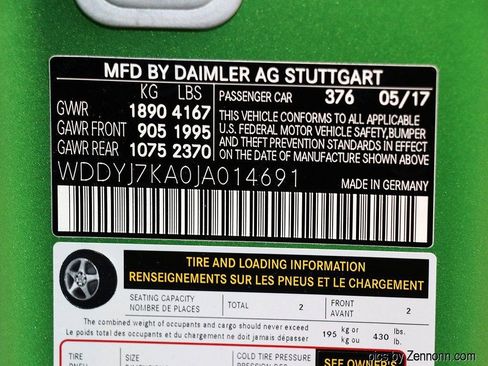 MFD BY DAIMLER AG STUTTGART
KG LBS
GVWR 1890 4167
GAWR FRONT 905 1995
GAWR REAR 1075 2370
PASSENGER CAR 376 05/17
THIS VEHICLE CONFORMS TO ALL APPLICABLE
U.S. FEDERAL MOTOR VEHICLE SAFETY,BUMPER
AND THEFT PREVENTION STANDARDS IN EFFECT
ON THE DATE OF MANUFACTURE SHOWN ABOVE
WDDYJ7KA0JA014691
MADE IN GERMANY
TIRE AND LOADING INFORMATION
RENSEIGNEMENTS SUR LES PNEUS ET LE CHARGEMENT
SEATING CAPACITY
NOMBRE DE PLACES
TOTAL 2
FRONT
AVANT 2
The combined weight of occupants and cargo should never exceed
Le poids total des occupants et du chargement ne doit jamais dépasser
195 kg or
kg ou 430 lbs.
lb.
TIRE
SIZE
COLD TIRE PRESSURE
SEE OWNER'S
pics by Zennonn.com